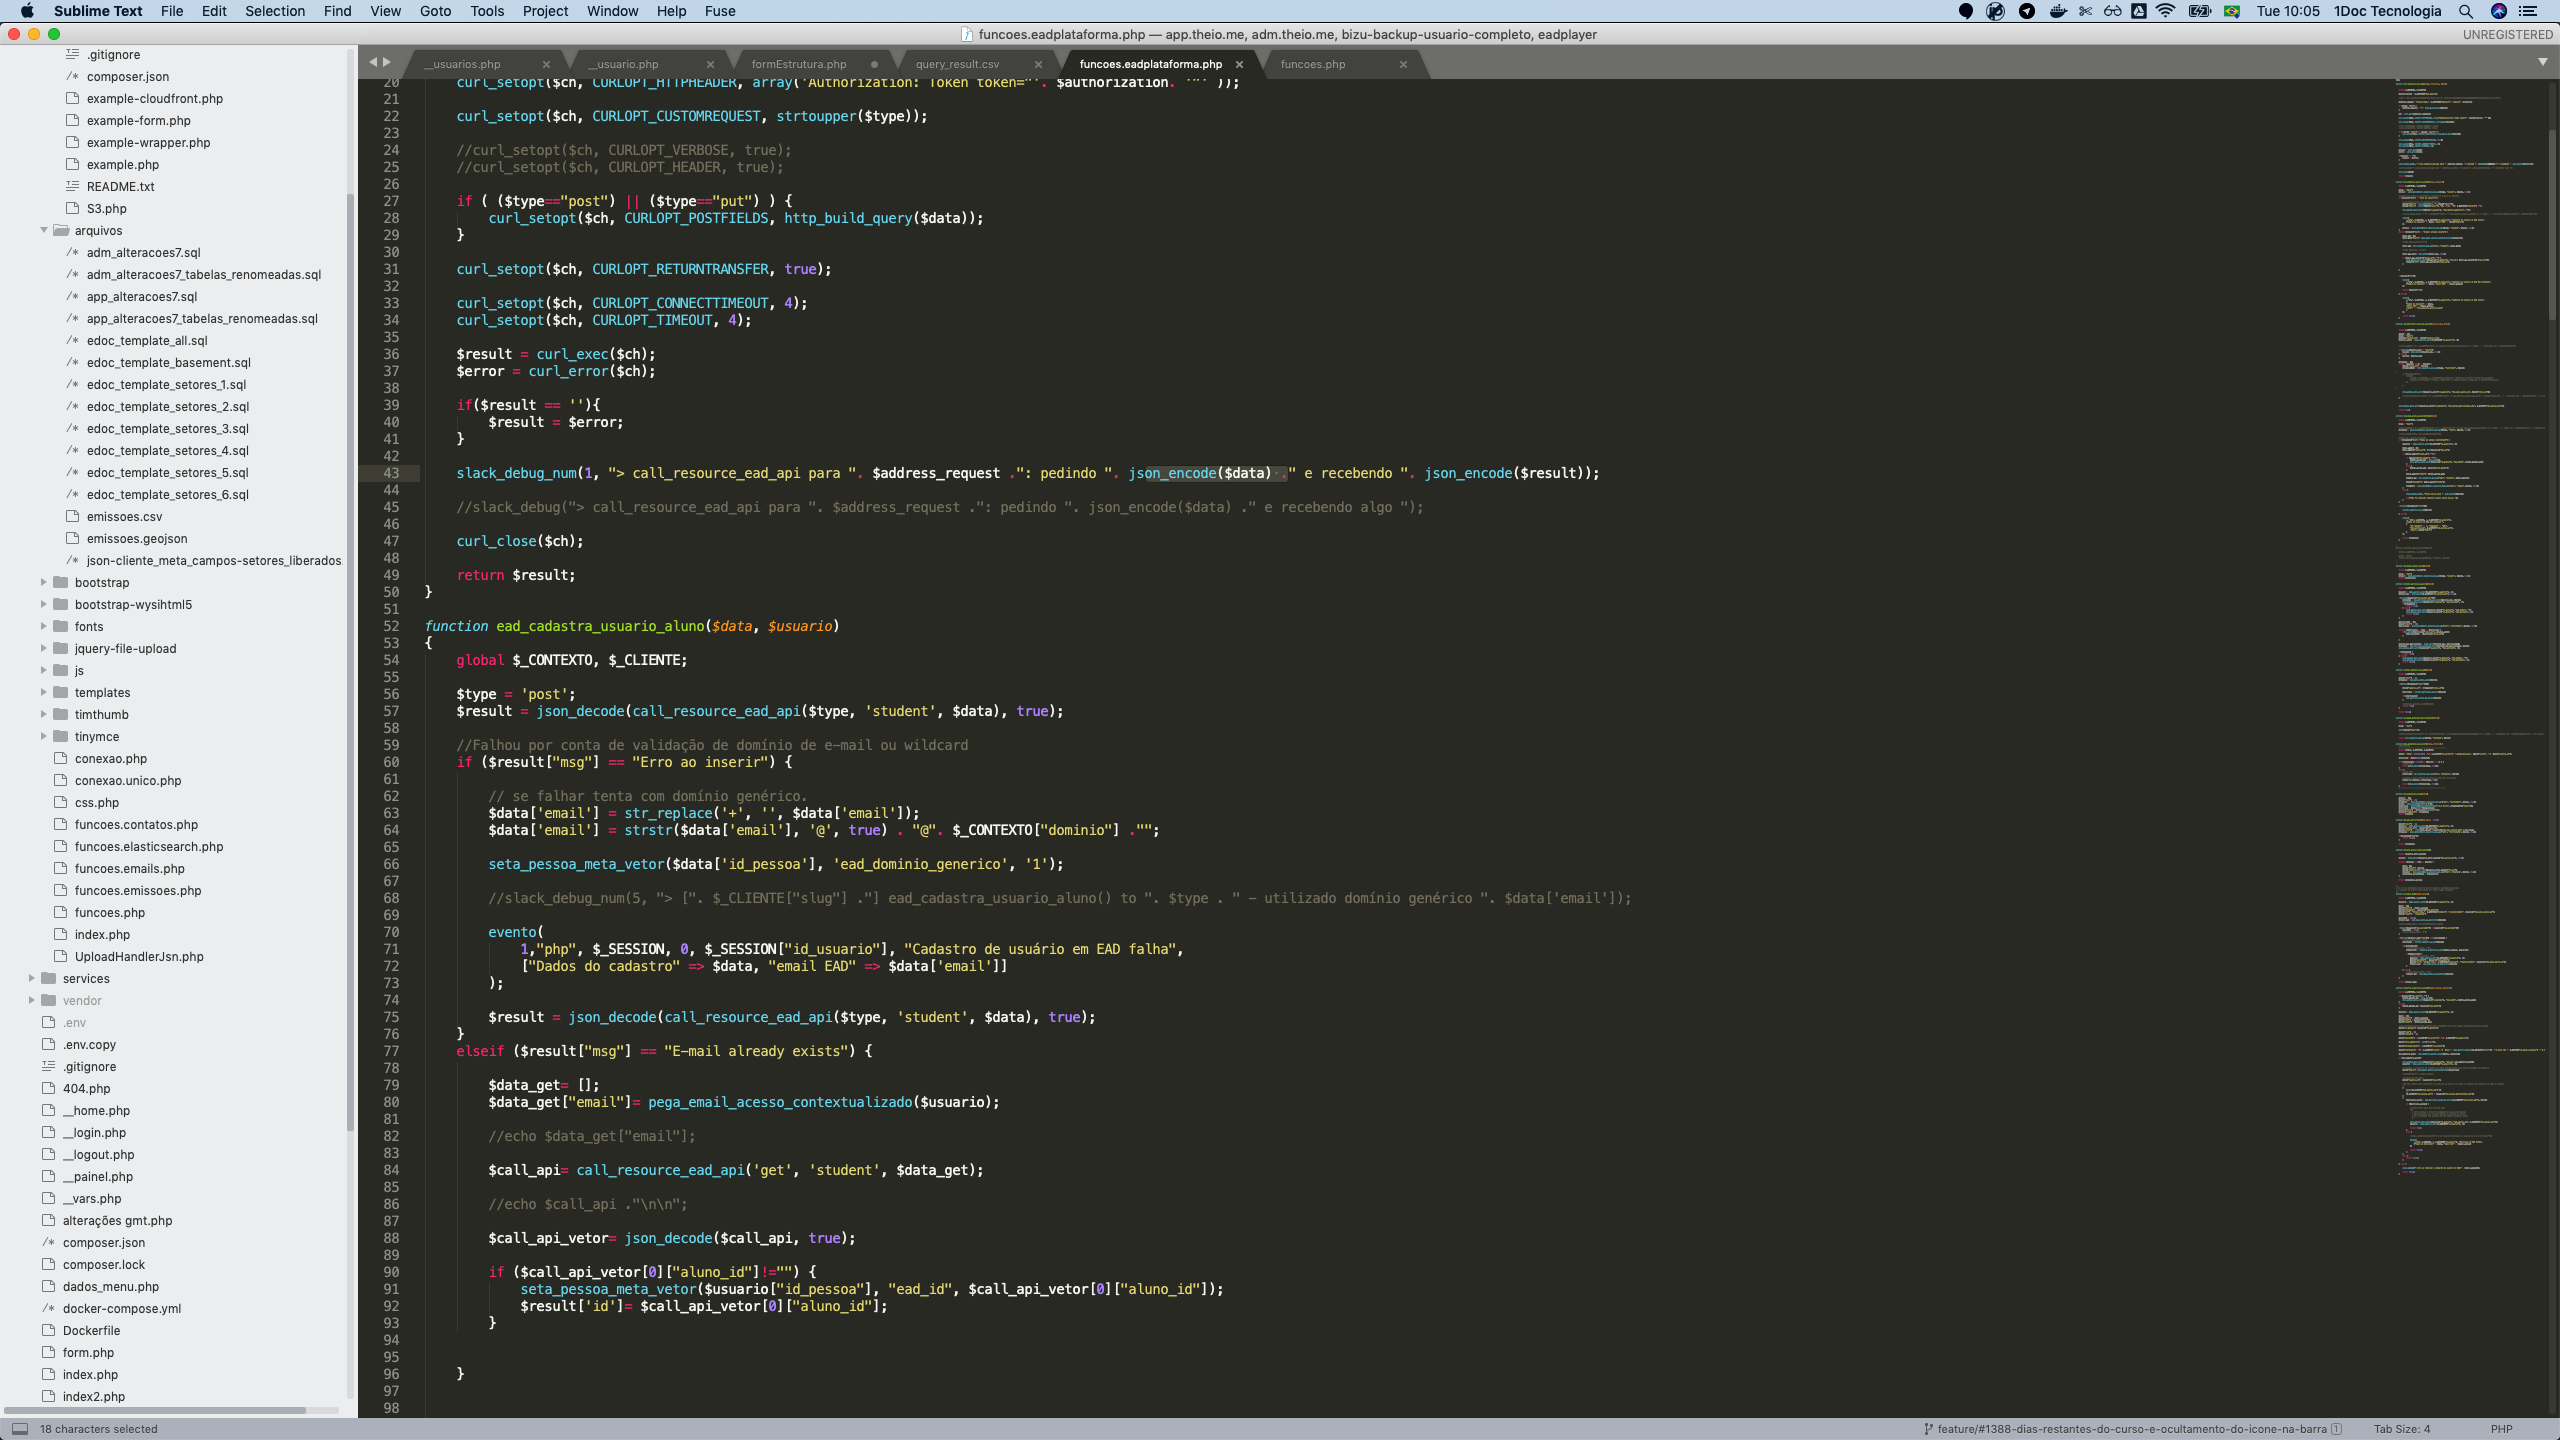 Sublime Text File Edit Selection Find View Goto Tools Project Window Help Fuse Tue 10:05 1Doc Tecnologia
funcoes.eadplataforma.php — app.theio.me, adm.theio.me, bizu-backup-usuario-completo, eadplayer UNREGISTERED
__usuarios.php × __usuario.php × formEstrutura.php query_result.csv × funcoes.eadplataforma.php × funcoes.php ×
.gitignore
/* composer.json
example-cloudfront.php
example-form.php
example-wrapper.php
example.php
README.txt
S3.php
arquivos
/* adm_alteracoes7.sql
/* adm_alteracoes7_tabelas_renomeadas.sql
/* app_alteracoes7.sql
/* app_alteracoes7_tabelas_renomeadas.sql
/* edoc_template_all.sql
/* edoc_template_basement.sql
/* edoc_template_setores_1.sql
/* edoc_template_setores_2.sql
/* edoc_template_setores_3.sql
/* edoc_template_setores_4.sql
/* edoc_template_setores_5.sql
/* edoc_template_setores_6.sql
emissoes.csv
emissoes.geojson
/* json-cliente_meta_campos-setores_liberados
bootstrap
bootstrap-wysihtml5
fonts
jquery-file-upload
js
templates
timthumb
tinymce
conexao.php
conexao.unico.php
css.php
funcoes.contatos.php
funcoes.elasticsearch.php
funcoes.emails.php
funcoes.emissoes.php
funcoes.php
index.php
UploadHandlerJsn.php
services
vendor
.env
.env.copy
.gitignore
404.php
__home.php
__login.php
__logout.php
__painel.php
__vars.php
alterações gmt.php
/* composer.json
composer.lock
dados_menu.php
/* docker-compose.yml
Dockerfile
form.php
index.php
index2.php
20 curl_setopt($ch, CURLOPT_HTTPHEADER, array('Authorization: Token token="'. $authorization. '"' ));
21
22 curl_setopt($ch, CURLOPT_CUSTOMREQUEST, strtoupper($type));
23
24 //curl_setopt($ch, CURLOPT_VERBOSE, true);
25 //curl_setopt($ch, CURLOPT_HEADER, true);
26
27 if ( ($type=="post") || ($type=="put") ) {
28 curl_setopt($ch, CURLOPT_POSTFIELDS, http_build_query($data));
29 }
30
31 curl_setopt($ch, CURLOPT_RETURNTRANSFER, true);
32
33 curl_setopt($ch, CURLOPT_CONNECTTIMEOUT, 4);
34 curl_setopt($ch, CURLOPT_TIMEOUT, 4);
35
36 $result = curl_exec($ch);
37 $error = curl_error($ch);
38
39 if($result == ''){
40 $result = $error;
41 }
42
43 slack_debug_num(1, "> call_resource_ead_api para ". $address_request .": pedindo ". json_encode($data) ." e recebendo ". json_encode($result));
44
45 //slack_debug("> call_resource_ead_api para ". $address_request .": pedindo ". json_encode($data) ." e recebendo algo ");
46
47 curl_close($ch);
48
49 return $result;
50 }
51
52 function ead_cadastra_usuario_aluno($data, $usuario)
53 {
54 global $_CONTEXTO, $_CLIENTE;
55
56 $type = 'post';
57 $result = json_decode(call_resource_ead_api($type, 'student', $data), true);
58
59 //Falhou por conta de validação de domínio de e-mail ou wildcard
60 if ($result["msg"] == "Erro ao inserir") {
61
62 // se falhar tenta com domínio genérico.
63 $data['email'] = str_replace('+', '', $data['email']);
64 $data['email'] = strstr($data['email'], '@', true) . "@". $_CONTEXTO["dominio"] ."";
65
66 seta_pessoa_meta_vetor($data['id_pessoa'], 'ead_dominio_generico', '1');
67
68 //slack_debug_num(5, "> [". $_CLIENTE["slug"] ."] ead_cadastra_usuario_aluno() to ". $type . " - utilizado domínio genérico ". $data['email']);
69
70 evento(
71 1,"php", $_SESSION, 0, $_SESSION["id_usuario"], "Cadastro de usuário em EAD falha",
72 ["Dados do cadastro" => $data, "email EAD" => $data['email']]
73 );
74
75 $result = json_decode(call_resource_ead_api($type, 'student', $data), true);
76 }
77 elseif ($result["msg"] == "E-mail already exists") {
78
79 $data_get= [];
80 $data_get["email"]= pega_email_acesso_contextualizado($usuario);
81
82 //echo $data_get["email"];
83
84 $call_api= call_resource_ead_api('get', 'student', $data_get);
85
86 //echo $call_api ."\n\n";
87
88 $call_api_vetor= json_decode($call_api, true);
89
90 if ($call_api_vetor[0]["aluno_id"]!="") {
91 seta_pessoa_meta_vetor($usuario["id_pessoa"], "ead_id", $call_api_vetor[0]["aluno_id"]);
92 $result['id']= $call_api_vetor[0]["aluno_id"];
93 }
94
95
96 }
97
98
18 characters selected feature/#1388-dias-restantes-do-curso-e-ocultamento-do-icone-na-barra 1 Tab Size: 4 PHP